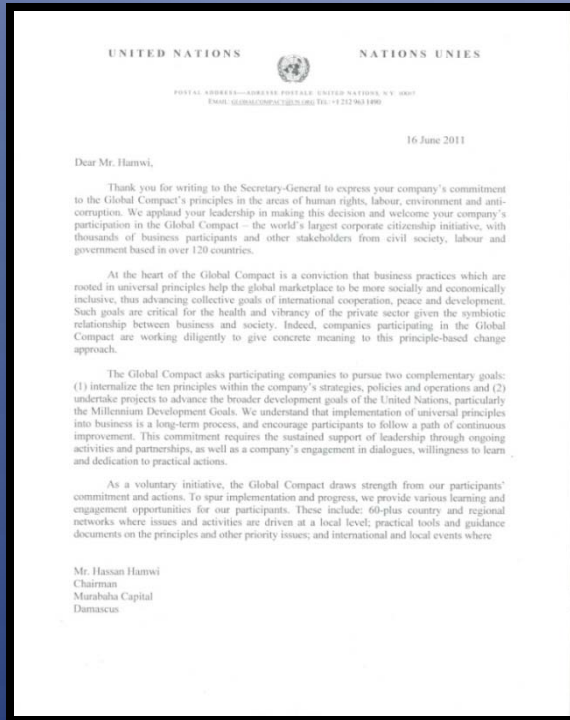 UNITED NATIONS
NATIONS UNIES
POSTAL ADDRESS—ADRESSE POSTALE UNITED NATIONS, N.Y. 10017
EMAIL: GLOBALCOMPACT@UN.ORG TEL: +1 212 963 1490
16 June 2011
Dear Mr. Hamwi,
Thank you for writing to the Secretary-General to express your company's commitment
to the Global Compact's principles in the areas of human rights, labour, environment and anti-
corruption. We applaud your leadership in making this decision and welcome your company's
participation in the Global Compact – the world's largest corporate citizenship initiative, with
thousands of business participants and other stakeholders from civil society, labour and
government based in over 120 countries.
At the heart of the Global Compact is a conviction that business practices which are
rooted in universal principles help the global marketplace to be more socially and economically
inclusive, thus advancing collective goals of international cooperation, peace and development.
Such goals are critical for the health and vibrancy of the private sector given the symbiotic
relationship between business and society. Indeed, companies participating in the Global
Compact are working diligently to give concrete meaning to this principle-based change
approach.
The Global Compact asks participating companies to pursue two complementary goals:
(1) internalize the ten principles within the company's strategies, policies and operations and (2)
undertake projects to advance the broader development goals of the United Nations, particularly
the Millennium Development Goals. We understand that implementation of universal principles
into business is a long-term process, and encourage participants to follow a path of continuous
improvement. This commitment requires the sustained support of leadership through ongoing
activities and partnerships, as well as a company's engagement in dialogues, willingness to learn
and dedication to practical actions.
As a voluntary initiative, the Global Compact draws strength from our participants'
commitment and actions. To spur implementation and progress, we provide various learning and
engagement opportunities for our participants. These include: 60-plus country and regional
networks where issues and activities are driven at a local level; practical tools and guidance
documents on the principles and other priority issues; and international and local events where
Mr. Hassan Hamwi
Chairman
Murabaha Capital
Damascus